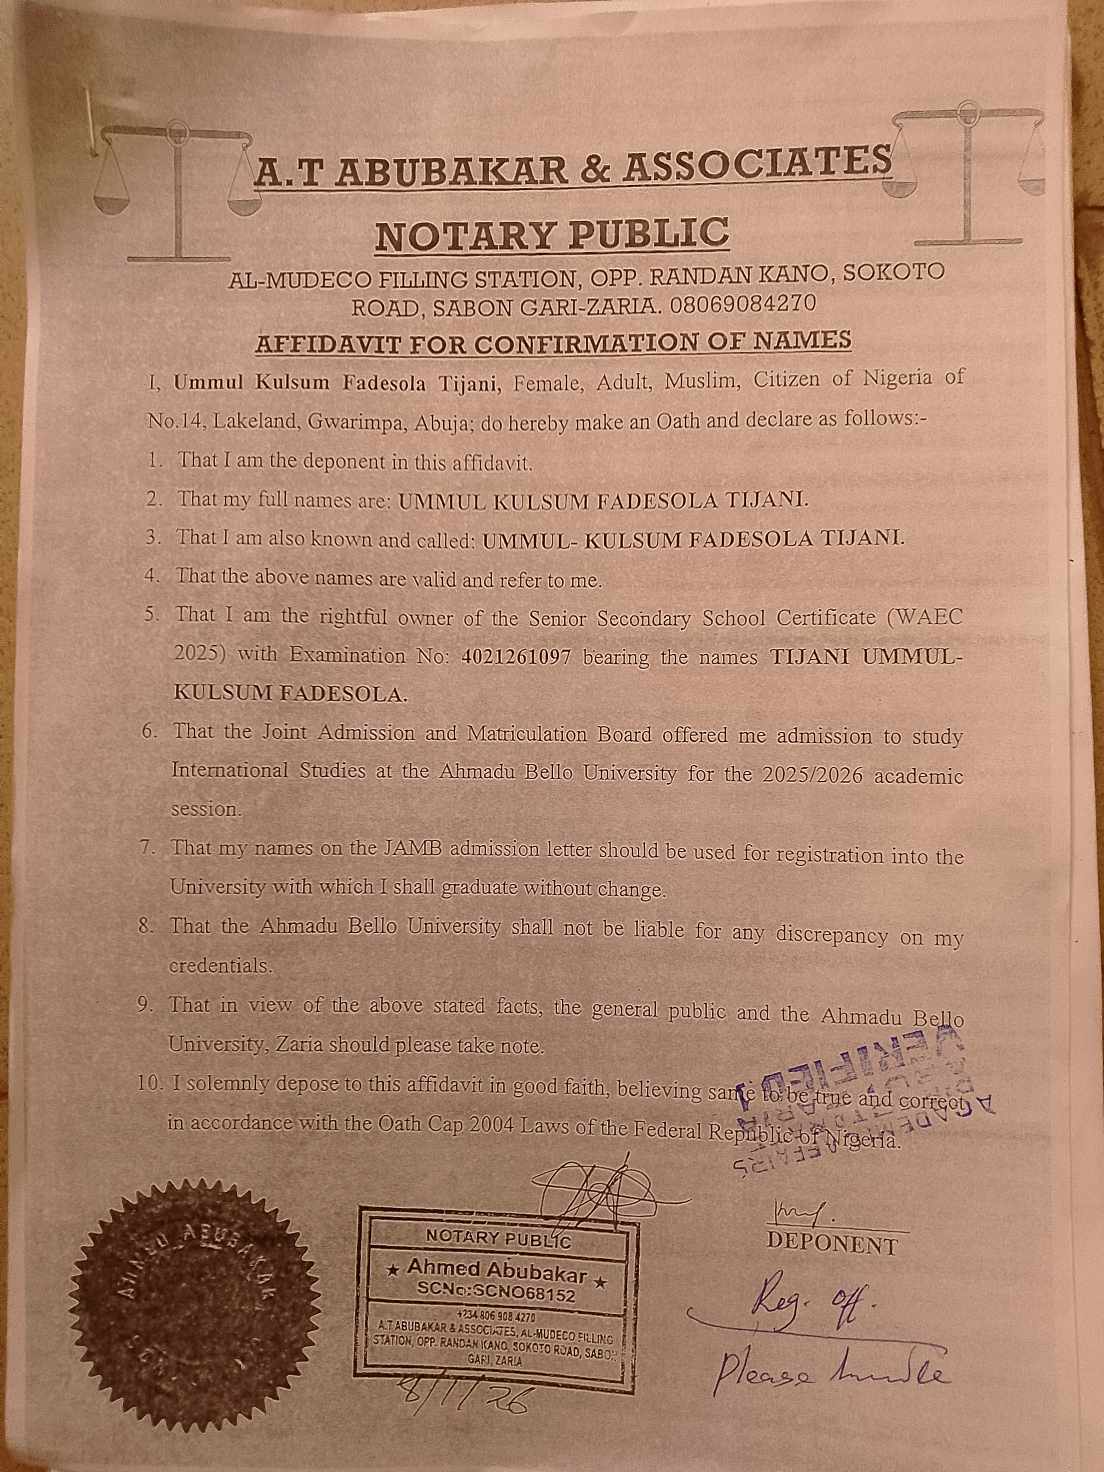 A.T ABUBAKAR & ASSOCIATES
NOTARY PUBLIC
AL-MUDECO FILLING STATION, OPP. RANDAN KANO, SOKOTO
ROAD, SABON GARI-ZARIA. 08069084270
AFFIDAVIT FOR CONFIRMATION OF NAMES
I, Ummul Kulsum Fadesola Tijani, Female, Adult, Muslim, Citizen of Nigeria of
No.14, Lakeland, Gwarimpa, Abuja; do hereby make an Oath and declare as follows:-
1. That I am the deponent in this affidavit.
2. That my full names are: UMMUL KULSUM FADESOLA TIJANI.
3. That I am also known and called: UMMUL- KULSUM FADESOLA TIJANI.
4. That the above names are valid and refer to me.
5. That I am the rightful owner of the Senior Secondary School Certificate (WAEC
2025) with Examination No: 4021261097 bearing the names TIJANI UMMUL-
KULSUM FADESOLA.
6. That the Joint Admission and Matriculation Board offered me admission to study
International Studies at the Ahmadu Bello University for the 2025/2026 academic
session.
7. That my names on the JAMB admission letter should be used for registration into the
University with which I shall graduate without change.
8. That the Ahmadu Bello University shall not be liable for any discrepancy on my
credentials.
9. That in view of the above stated facts, the general public and the Ahmadu Bello
University, Zaria should please take note.
10. I solemnly depose to this affidavit in good faith, believing same to be true and correct
in accordance with the Oath Cap 2004 Laws of the Federal Republic of Nigeria.
VERIFIED 1
ACADEMIC AFFAIRS
AHMED ABUBAKAR
NOTARY PUBLIC
★ Ahmed Abubakar ★
SCNo:SCNO68152
+234 806 908 4270
A.T ABUBAKAR & ASSOCIATES, AL-MUDECO FILLING
STATION, OPP. RANDAN KANO, SOKOTO ROAD, SABON
GARI, ZARIA
8/1/26
DEPONENT
Reg. off.
please handle